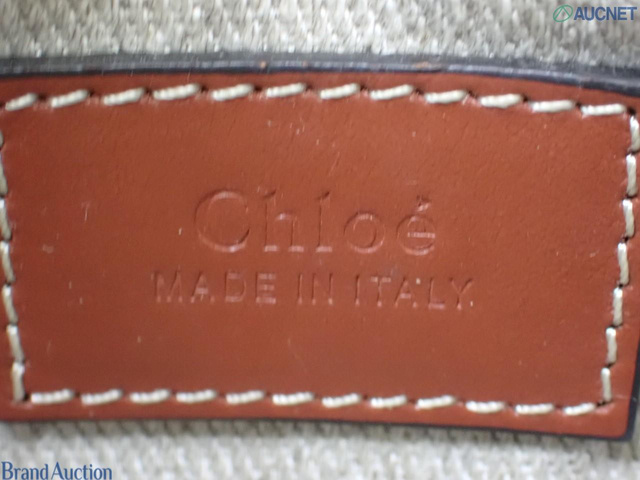 AUCNET
Chloé
MADE IN ITALY.
Brand Auction